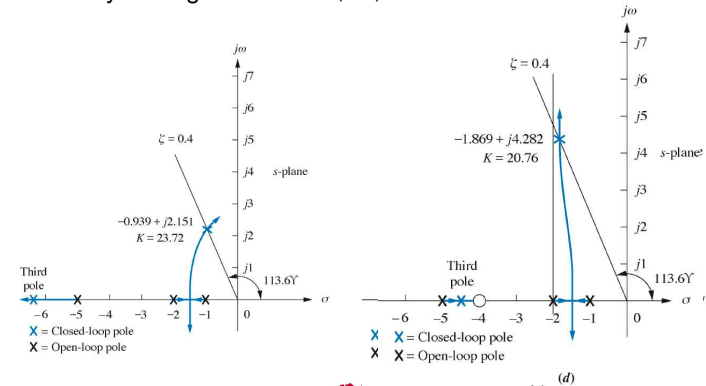 jω
j7
j6
ζ = 0.4
j5
j4
s-plane
j3
−0.939 + j2.151
K = 23.72
j2
j1
Third
pole
113.6ϒ
σ
−6 −5 −4 −3 −2 −1 0
X = Closed-loop pole
X = Open-loop pole
jω
j7
ζ = 0.4
j6
j5
−1.869 + j4.282
K = 20.76
j4
s-plane
j3
j2
Third
pole
j1
113.6ϒ
σ
−6 −5 −4 −3 −2 −1 0
X X = Closed-loop pole
X X = Open-loop pole
(d)